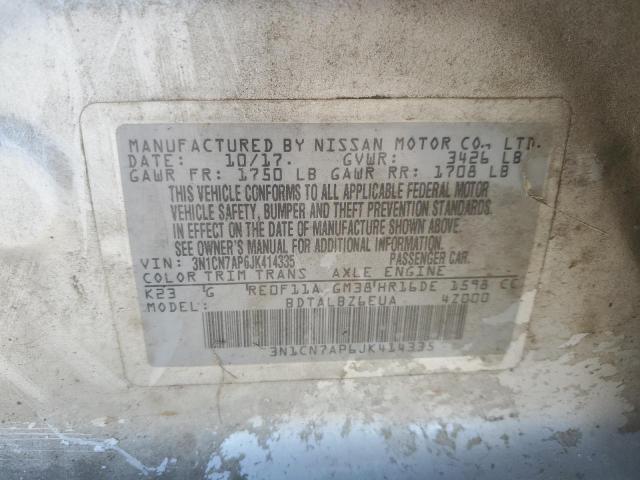 MANUFACTURED BY NISSAN MOTOR CO., LTD.
DATE: 10/17. GVWR: 3426 LB
GAWR FR: 1750 LB GAWR RR: 1708 LB
THIS VEHICLE CONFORMS TO ALL APPLICABLE FEDERAL MOTOR
VEHICLE SAFETY, BUMPER AND THEFT PREVENTION STANDARDS
IN EFFECT ON THE DATE OF MANUFACTURE SHOWN ABOVE.
SEE OWNER'S MANUAL FOR ADDITIONAL INFORMATION.
VIN: 3N1CN7AP6JK414335 PASSENGER CAR.
COLOR TRIM TRANS AXLE ENGINE
K23 G RE0F11A GM38 HR16DE 1598 CC
MODEL: BDTALBZ6EUA 4Z000
3N1CN7AP6JK414335